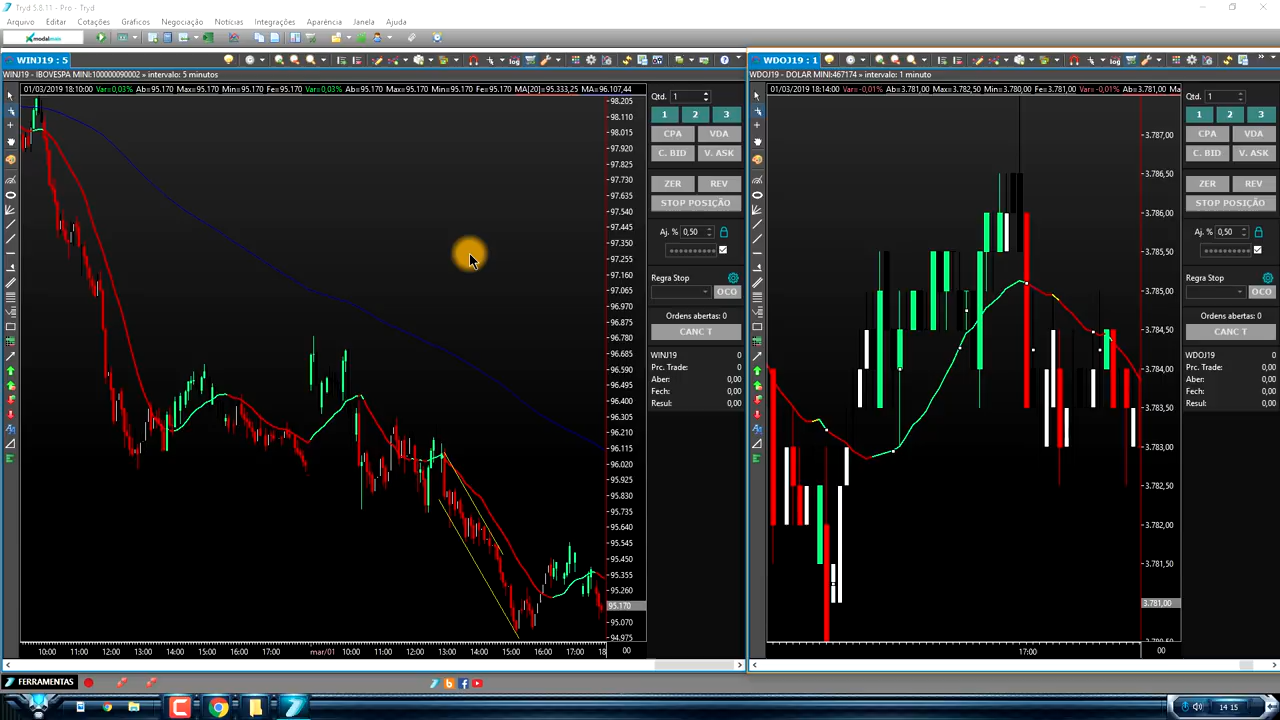 Tryd 5.8.11 - Pro - Tryd
Arquivo Editar Cotações Gráficos Negociação Notícias Integrações Aparência Janela Ajuda
modalmais
WINJ19 : 5
WINJ19 - IBOVESPA MINI:100000090002 » intervalo: 5 minutos
01/03/2019 18:10:00 Var=0,03% Ab=95.170 Max=95.170 Min=95.170 Fe=95.170 Var=0,03% Ab=95.170 Max=95.170 Min=95.170 Fe=95.170 MA[20]=95.333,25 MA=96.107,44
98.205
98.110
98.015
97.920
97.825
97.730
97.635
97.540
97.445
97.350
97.255
97.160
97.065
96.970
96.875
96.780
96.685
96.590
96.495
96.400
96.305
96.210
96.115
96.020
95.925
95.830
95.735
95.640
95.545
95.450
95.355
95.260
95.170
95.070
94.975
10:00 11:00 12:00 13:00 14:00 15:00 16:00 17:00 mar/01 10:00 11:00 12:00 13:00 14:00 15:00 16:00 17:00 18 00
Qtd. 1
1 2 3
CPA VDA
C. BID V. ASK
ZER REV
STOP POSIÇÃO
Aj. % 0,50
Regra Stop
OCO
Ordens abertas: 0
CANC T
WINJ19 0
Prc. Trade: 0,00
Aber: 0,00
Fech: 0,00
Resul: 0,00
WDOJ19 : 1
log
WDOJ19 - DOLAR MINI:467174 » intervalo: 1 minuto
01/03/2019 18:14:00 Var=-0,01% Ab=3.781,00 Max=3.782,50 Min=3.780,00 Fe=3.781,00 Var=-0,01% Ab=3.781,00 Ma
3.787,00
3.786,50
3.786,00
3.785,50
3.785,00
3.784,50
3.784,00
3.783,50
3.783,00
3.782,50
3.782,00
3.781,50
3.781,00
3.780,50
17:00 00
Qtd. 1
1 2 3
CPA VDA
C. BID V. ASK
ZER REV
STOP POSIÇÃO
Aj. % 0,50
Regra Stop
OCO
Ordens abertas: 0
CANC T
WDOJ19 0
Prc. Trade: 0,00
Aber: 0,00
Fech: 0,00
Resul: 0,00
FERRAMENTAS
14 15